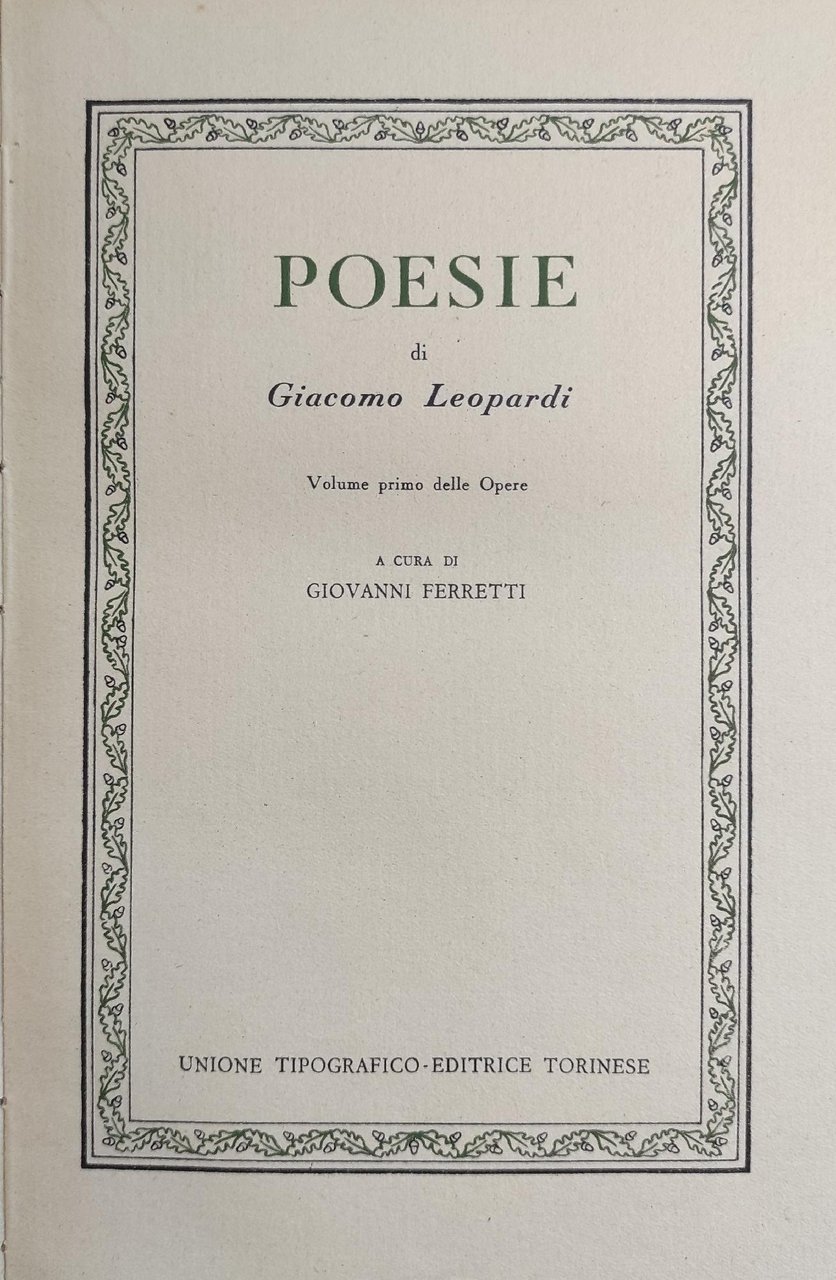 POESIE
di
Giacomo Leopardi
Volume primo delle Opere
A CURA DI
GIOVANNI FERRETTI
UNIONE TIPOGRAFICO-EDITRICE TORINESE